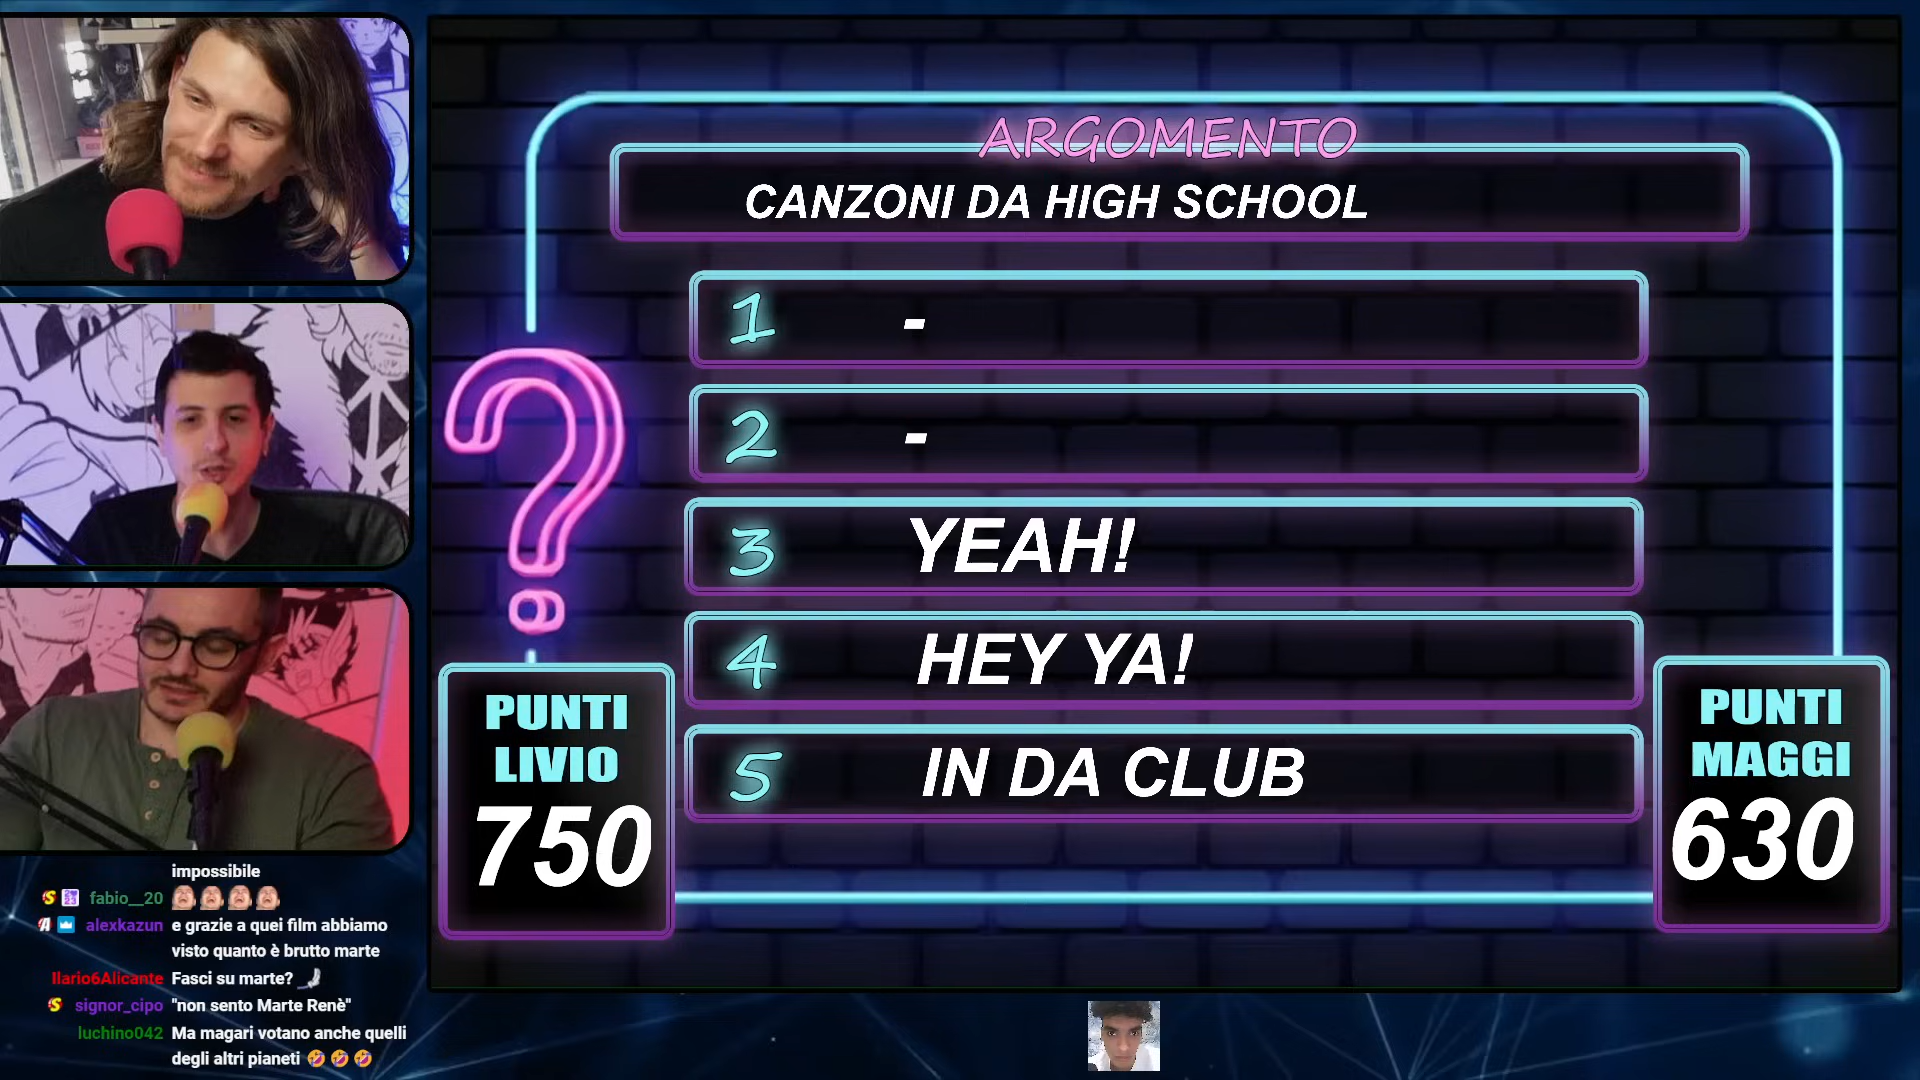 ARGOMENTO
CANZONI DA HIGH SCHOOL
1 -
2 -
3 YEAH!
4 HEY YA!
5 IN DA CLUB
PUNTI
LIVIO
750
PUNTI
MAGGI
630
impossibile
fabio__20
alexkazun e grazie a quei film abbiamo
visto quanto è brutto marte
Ilario6Alicante Fasci su marte?
signor_cipo "non sento Marte Renè"
luchino042 Ma magari votano anche quelli
degli altri pianeti 🤣 🤣 🤣